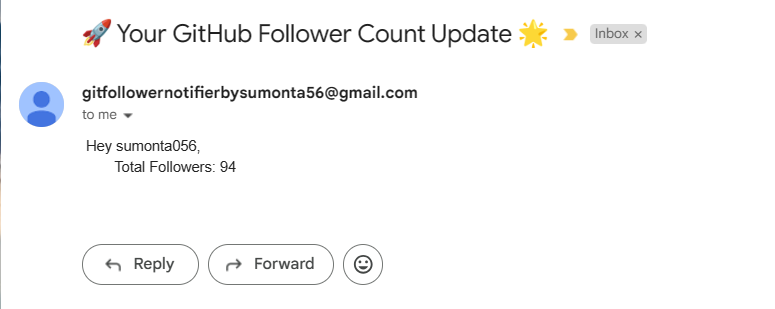 🚀 Your GitHub Follower Count Update 🌟 Inbox ×
gitfollowernotifierbysumonta56@gmail.com
to me
Hey sumonta056,
Total Followers: 94
Reply Forward